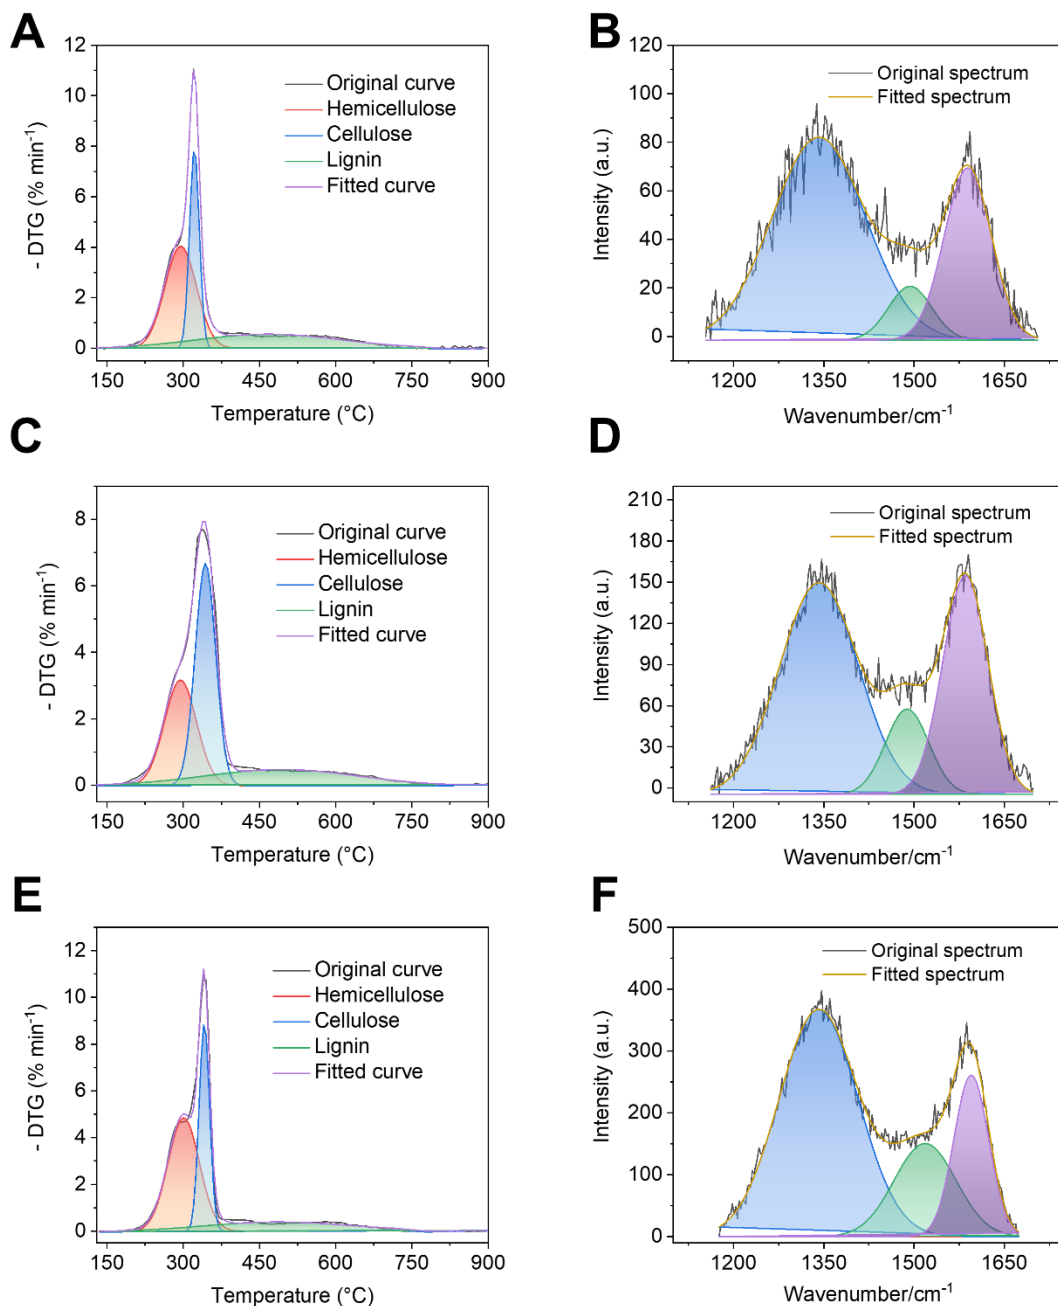 A
12
10
8
6
4
2
0
- DTG (% min⁻¹)
Original curve
Hemicellulose
Cellulose
Lignin
Fitted curve
150 300 450 600 750 900
Temperature (°C)
B
120
100
80
60
40
20
0
Intensity (a.u.)
Original spectrum
Fitted spectrum
1200 1350 1500 1650
Wavenumber/cm⁻¹
C
8
6
4
2
0
- DTG (% min⁻¹)
Original curve
Hemicellulose
Cellulose
Lignin
Fitted curve
150 300 450 600 750 900
Temperature (°C)
D
210
180
150
120
90
60
30
0
Intensity (a.u.)
Original spectrum
Fitted spectrum
1200 1350 1500 1650
Wavenumber/cm⁻¹
E
12
10
8
6
4
2
0
- DTG (% min⁻¹)
Original curve
Hemicellulose
Cellulose
Lignin
Fitted curve
150 300 450 600 750 900
Temperature (°C)
F
500
400
300
200
100
0
Intensity (a.u.)
Original spectrum
Fitted spectrum
1200 1350 1500 1650
Wavenumber/cm⁻¹